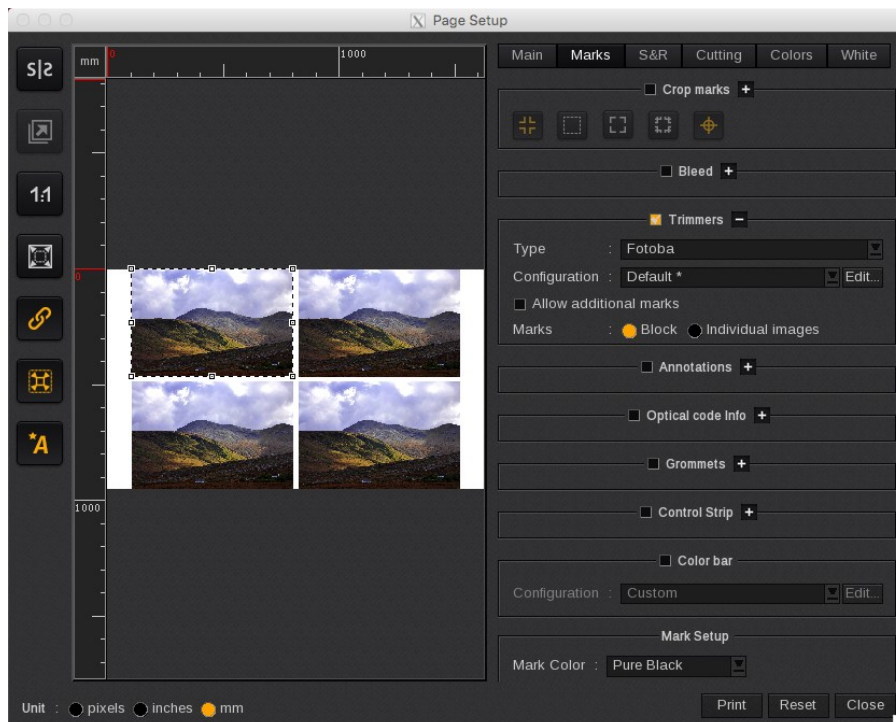 Page Setup
mm
0
1000
0
1000
1:1
A
Main Marks S&R Cutting Colors White
Crop marks +
Bleed +
Trimmers −
Type : Fotoba
Configuration : Default * Edit...
Allow additional marks
Marks : Block Individual images
Annotations +
Optical code Info +
Grommets +
Control Strip +
Color bar
Configuration : Custom Edit...
Mark Setup
Mark Color : Pure Black
Unit : pixels inches mm
Print Reset Close